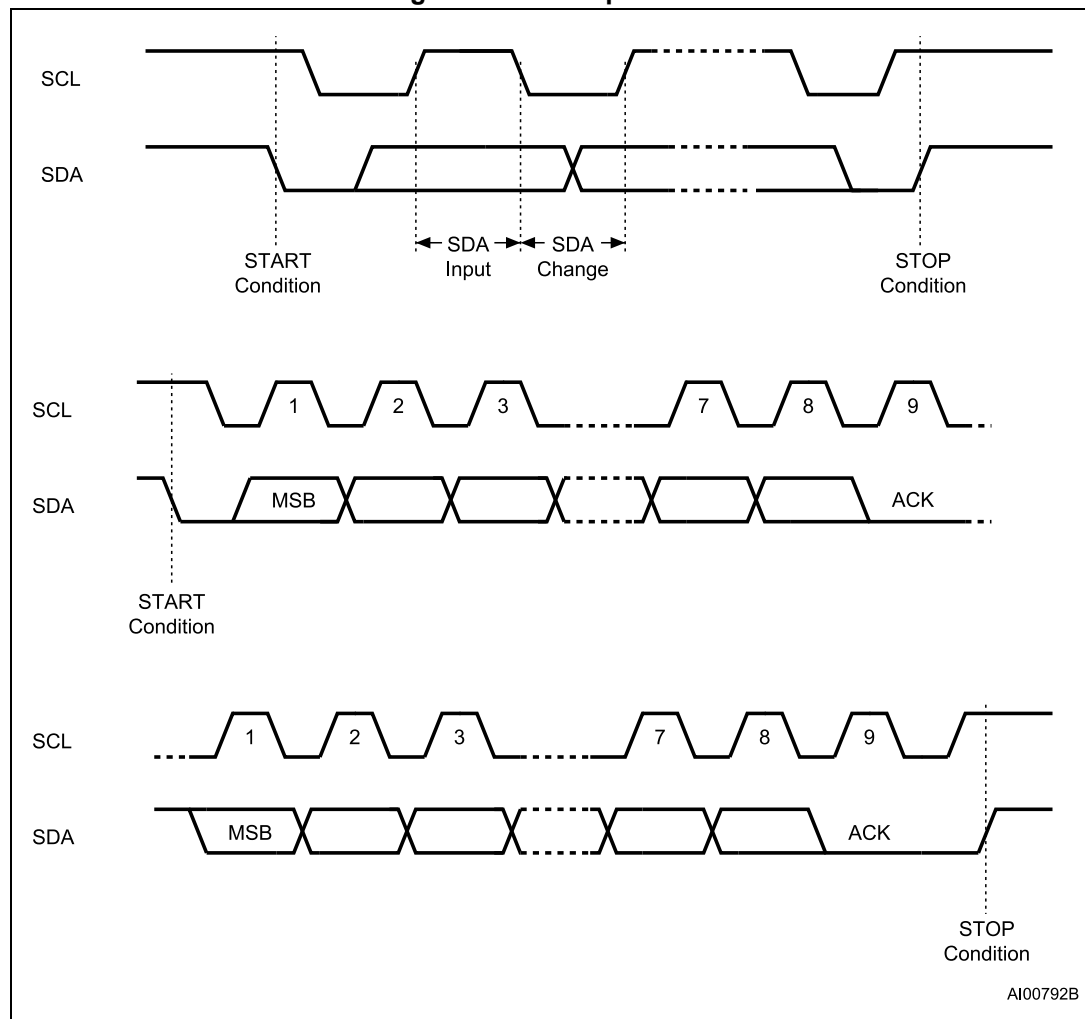 SCL
SDA
SDA Input
SDA Change
START Condition
STOP Condition
SCL
1 2 3 7 8 9
SDA
MSB ACK
START Condition
SCL
1 2 3 7 8 9
SDA
MSB ACK
STOP Condition
AI00792B